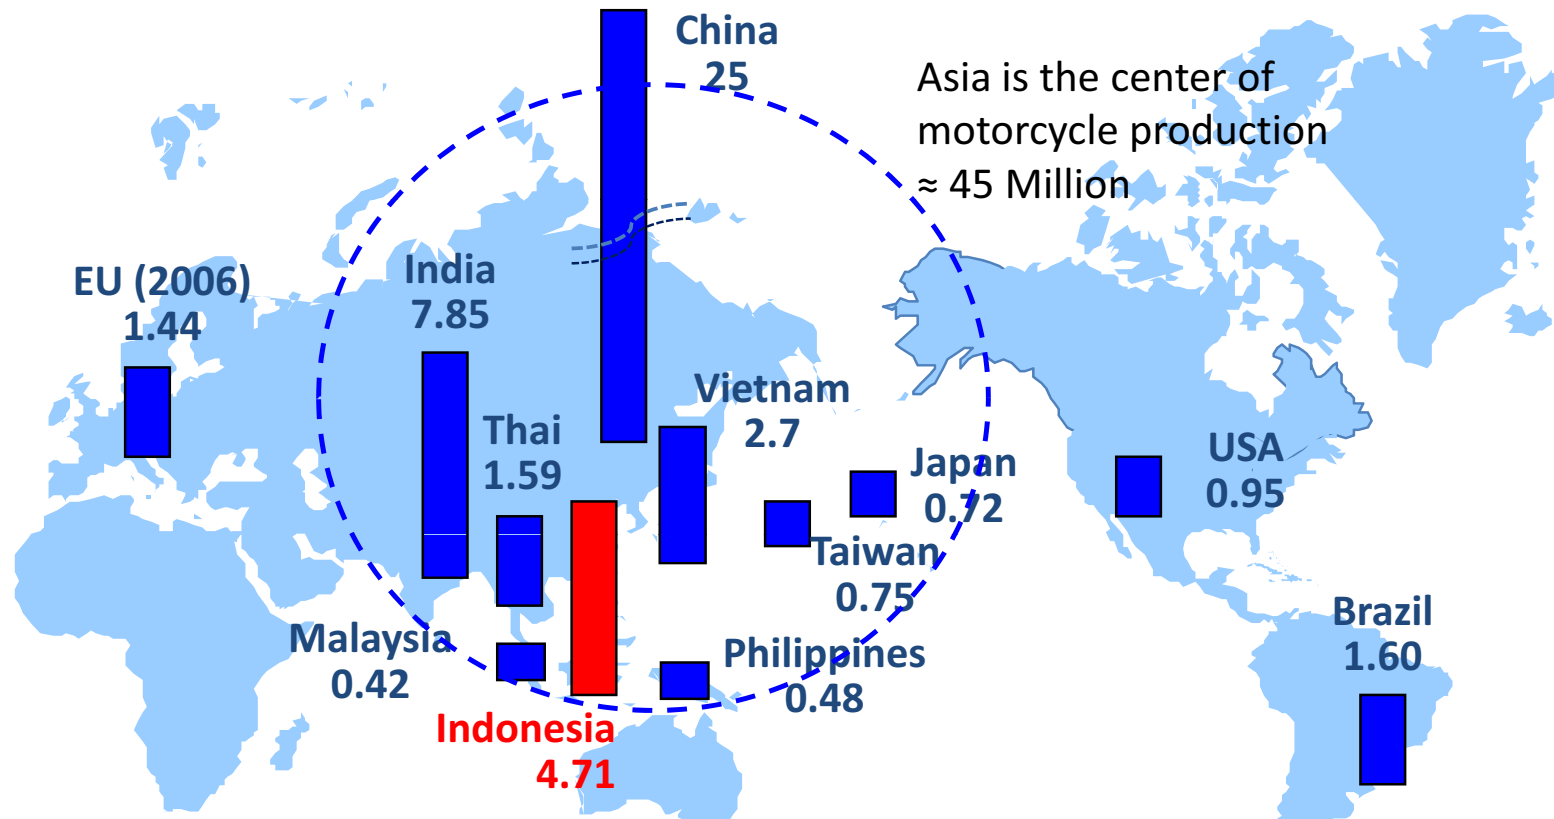 China
25
Asia is the center of
motorcycle production
≈ 45 Million
EU (2006)
1.44
India
7.85
Vietnam
2.7
Thai
1.59
Japan
0.72
USA
0.95
Taiwan
0.75
Malaysia
0.42
Philippines
0.48
Brazil
1.60
Indonesia
4.71